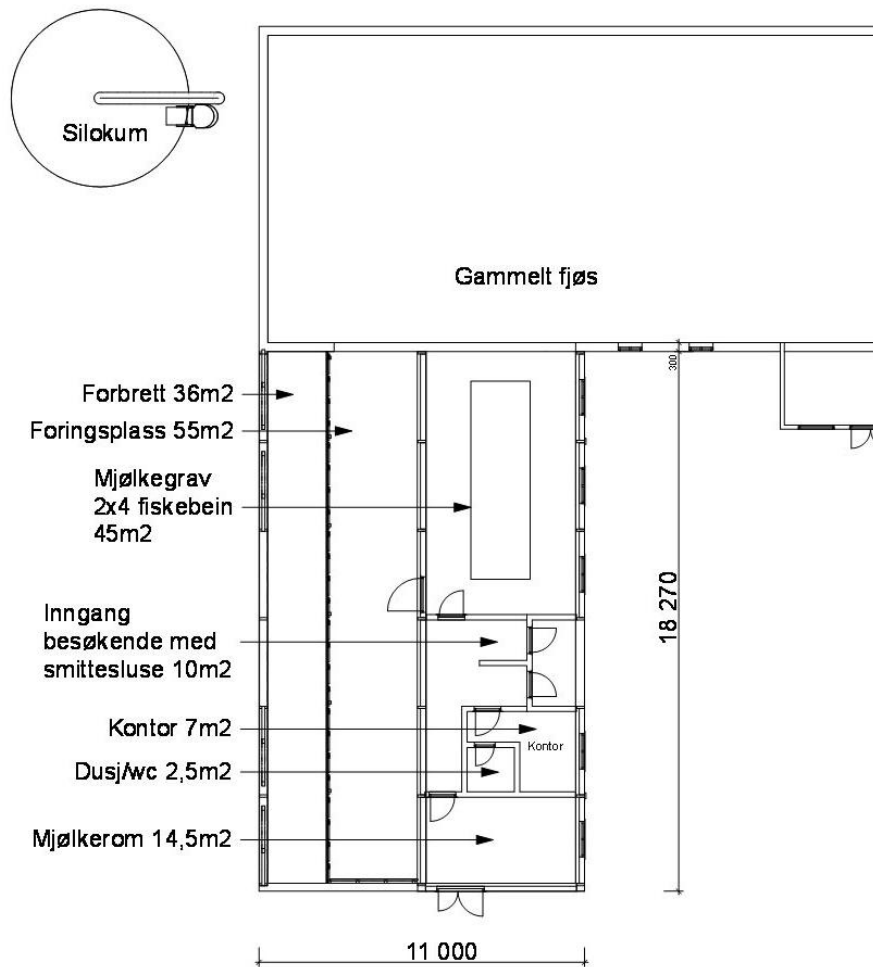 Silokum
Gammelt fjøs
300
Forbrett 36m2
Foringsplass 55m2
Mjølkegrav
2x4 fiskebein
45m2
18 270
Inngang
besøkende med
smittesluse 10m2
Kontor 7m2
Kontor
Dusj/wc 2,5m2
Mjølkerom 14,5m2
11 000